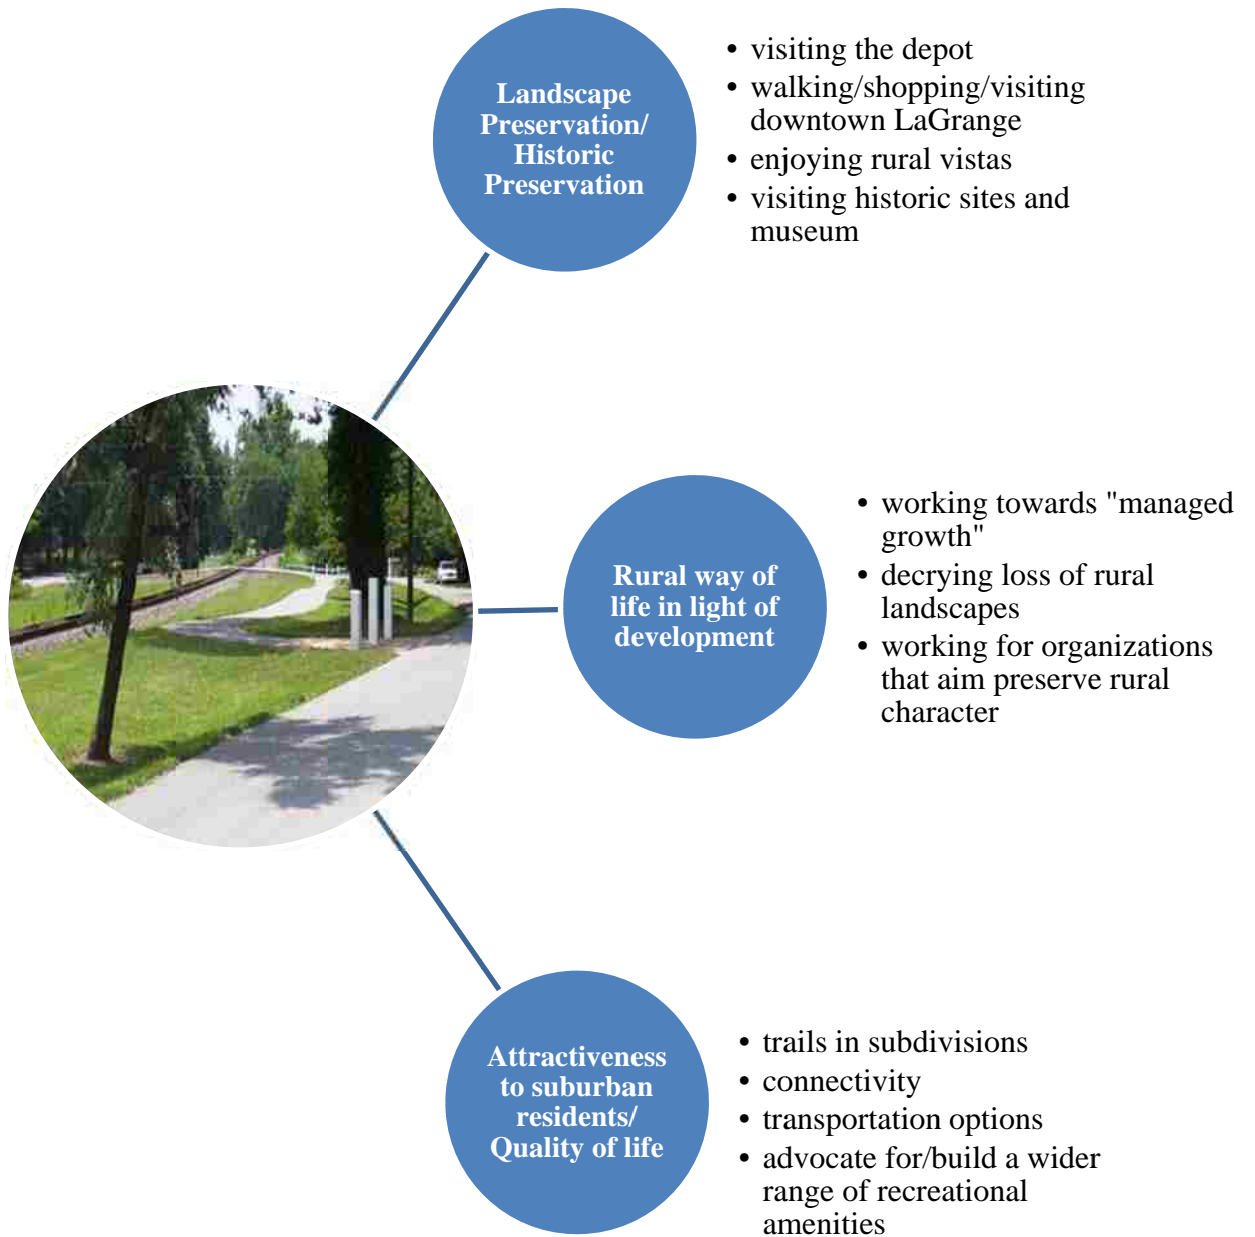 Landscape
Preservation/
Historic
Preservation
• visiting the depot
• walking/shopping/visiting
downtown LaGrange
• enjoying rural vistas
• visiting historic sites and
museum
Rural way of
life in light of
development
• working towards "managed
growth"
• decrying loss of rural
landscapes
• working for organizations
that aim preserve rural
character
Attractiveness
to suburban
residents/
Quality of life
• trails in subdivisions
• connectivity
• transportation options
• advocate for/build a wider
range of recreational
amenities